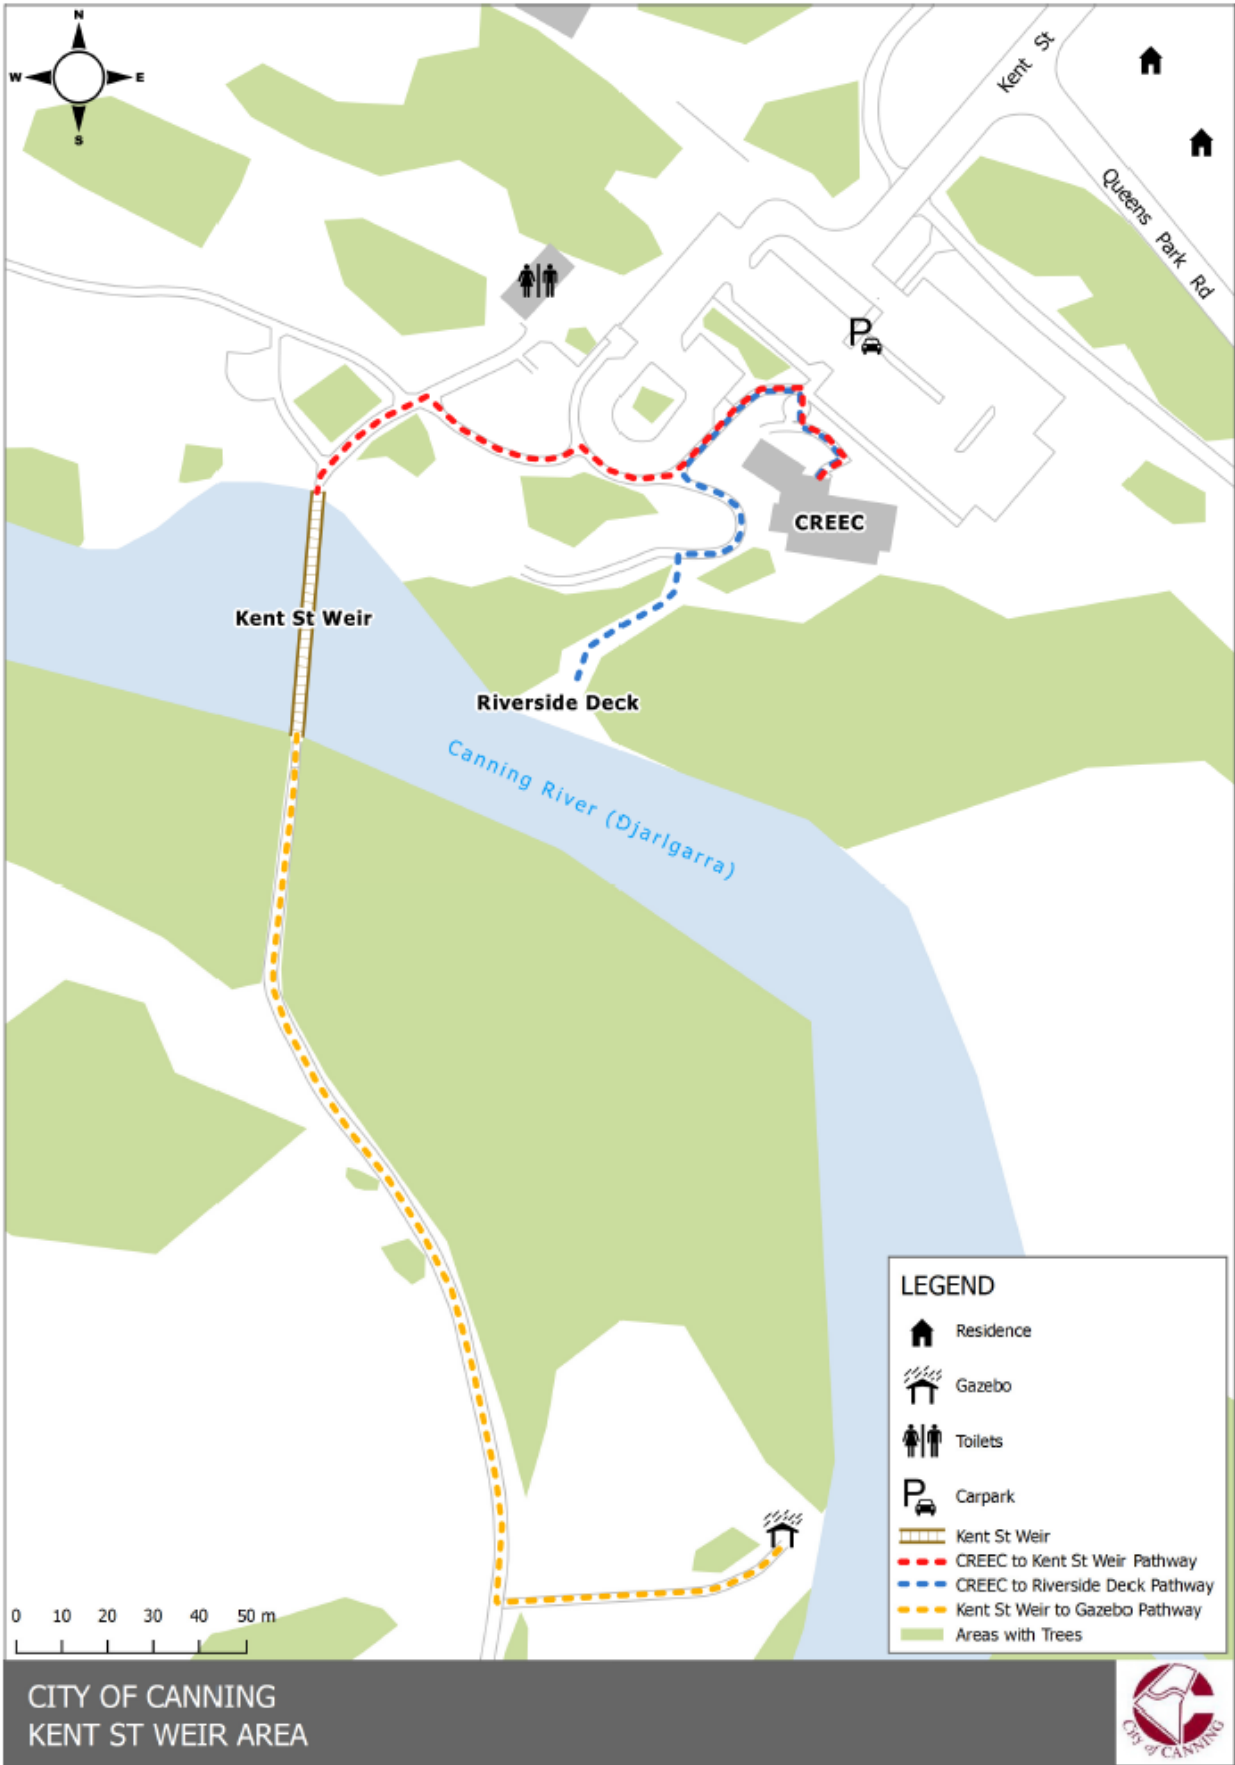 N
W E
S
Kent St
Queens Park Rd
P
CREEC
Kent St Weir
Riverside Deck
Canning River (Djarlgarra)
LEGEND
Residence
Gazebo
Toilets
P Carpark
Kent St Weir
CREEC to Kent St Weir Pathway
CREEC to Riverside Deck Pathway
Kent St Weir to Gazebo Pathway
Areas with Trees
0 10 20 30 40 50 m
CITY OF CANNING
KENT ST WEIR AREA
City of CANNING